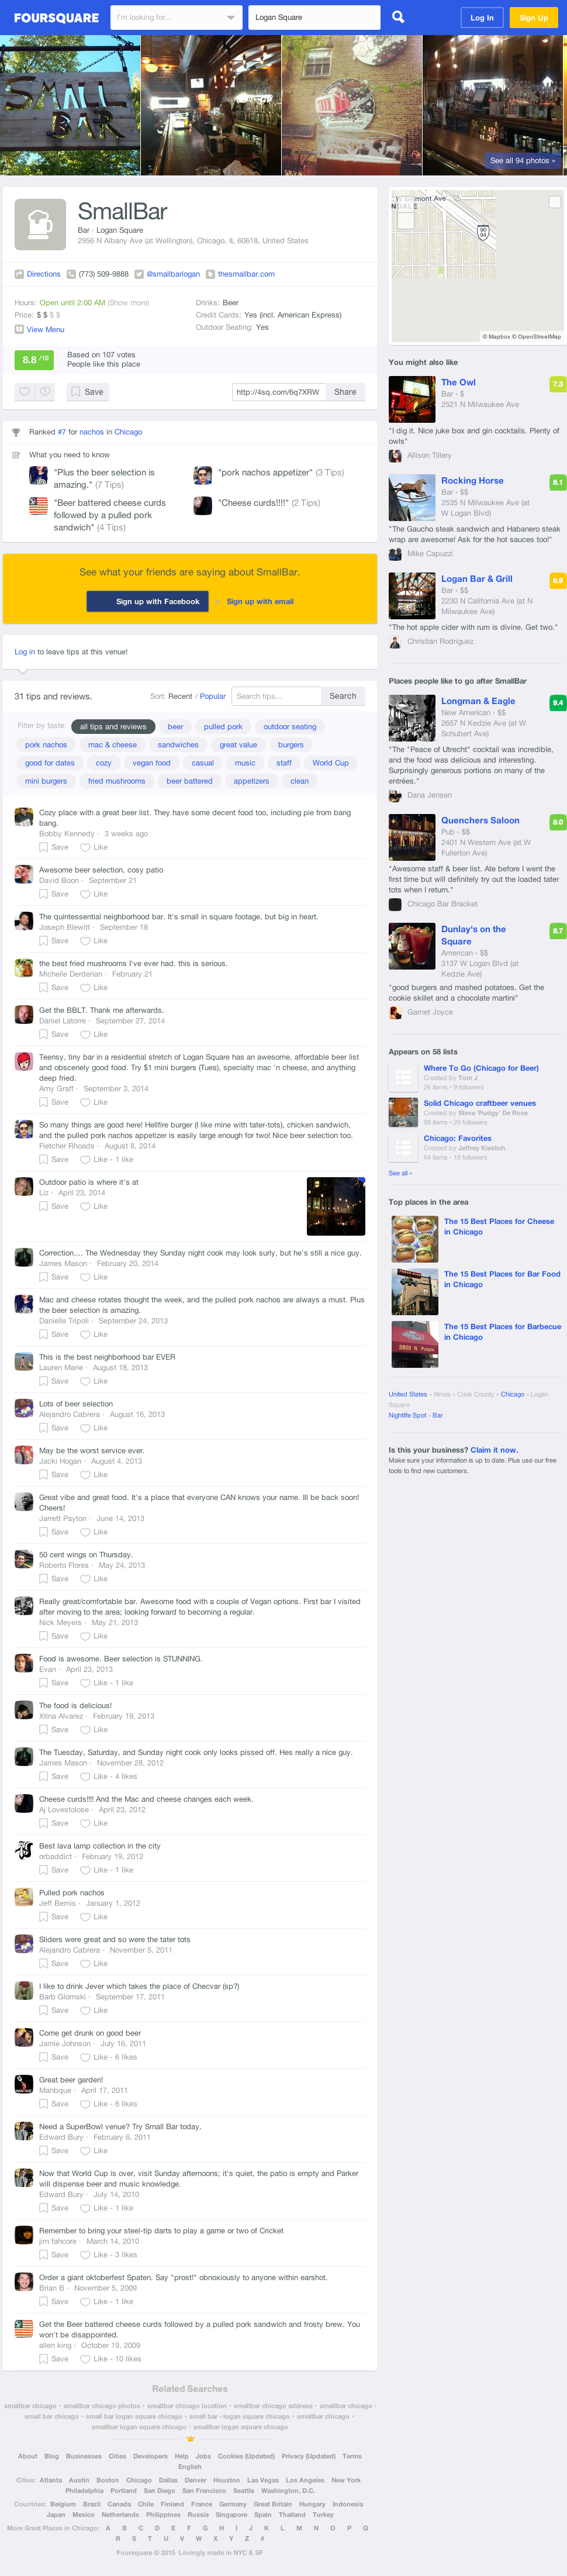 FOURSQUARE
I'm looking for...
Logan Square
Log In
Sign Up
SMALL
BAR
See all 94 photos »
SmallBar
Bar · Logan Square
2956 N Albany Ave (at Wellington), Chicago, IL 60618, United States
Directions
(773) 509-9888
@smallbarlogan
thesmallbar.com
Hours: Open until 2:00 AM (Show more)
Price: $ $ $ $
View Menu
Drinks: Beer
Credit Cards: Yes (incl. American Express)
Outdoor Seating: Yes
8.8 /10
Based on 107 votes
People like this place
Save
http://4sq.com/6q7XRW
Share
Ranked #7 for nachos in Chicago
What you need to know
"Plus the beer selection is amazing." (7 Tips)
"pork nachos appetizer" (3 Tips)
"Beer battered cheese curds followed by a pulled pork sandwich" (4 Tips)
"Cheese curds!!!!" (2 Tips)
See what your friends are saying about SmallBar.
Sign up with Facebook
or
Sign up with email
Log in to leave tips at this venue!
31 tips and reviews.
Sort: Recent / Popular
Search tips...
Search
Filter by taste:
all tips and reviews
beer
pulled pork
outdoor seating
pork nachos
mac & cheese
sandwiches
great value
burgers
good for dates
cozy
vegan food
casual
music
staff
World Cup
mini burgers
fried mushrooms
beer battered
appetizers
clean
Cozy place with a great beer list. They have some decent food too, including pie from bang
bang.
Bobby Kennedy · 3 weeks ago
Save Like
Awesome beer selection, cosy patio
David Boon · September 21
Save Like
The quintessential neighborhood bar. It's small in square footage, but big in heart.
Joseph Blewitt · September 18
Save Like
the best fried mushrooms I've ever had. this is serious.
Michelle Derderian · February 21
Save Like
Get the BBLT. Thank me afterwards.
Daniel Latorre · September 27, 2014
Save Like
Teensy, tiny bar in a residential stretch of Logan Square has an awesome, affordable beer list
and obscenely good food. Try $1 mini burgers (Tues), specialty mac 'n cheese, and anything
deep fried.
Amy Graff · September 3, 2014
Save Like
So many things are good here! Hellfire burger (I like mine with tater-tots), chicken sandwich,
and the pulled pork nachos appetizer is easily large enough for two! Nice beer selection too.
Fletcher Rhoads · August 8, 2014
Save Like - 1 like
Outdoor patio is where it's at
Liz · April 23, 2014
Save Like
Correction.... The Wednesday they Sunday night cook may look surly, but he's still a nice guy.
James Mason · February 20, 2014
Save Like
Mac and cheese rotates thought the week, and the pulled pork nachos are always a must. Plus
the beer selection is amazing.
Danielle Tripoli · September 24, 2013
Save Like
This is the best neighborhood bar EVER
Lauren Marie · August 18, 2013
Save Like
Lots of beer selection
Alejandro Cabrera · August 16, 2013
Save Like
May be the worst service ever.
Jacki Hogan · August 4, 2013
Save Like
Great vibe and great food. It's a place that everyone CAN knows your name. Ill be back soon!
Cheers!
Jarrett Payton · June 14, 2013
Save Like
50 cent wings on Thursday.
Roberto Flores · May 24, 2013
Save Like
Really great/comfortable bar. Awesome food with a couple of Vegan options. First bar I visited
after moving to the area; looking forward to becoming a regular.
Nick Meyers · May 21, 2013
Save Like
Food is awesome. Beer selection is STUNNING.
Evan · April 23, 2013
Save Like - 1 like
The food is delicious!
Xtina Alvarez · February 19, 2013
Save Like
The Tuesday, Saturday, and Sunday night cook only looks pissed off. Hes really a nice guy.
James Mason · November 28, 2012
Save Like - 4 likes
Cheese curds!!!! And the Mac and cheese changes each week.
Aj Lovestolose · April 23, 2012
Save Like
Best lava lamp collection in the city
orbaddict · February 19, 2012
Save Like - 1 like
Pulled pork nachos
Jeff Bemis · January 1, 2012
Save Like
Sliders were great and so were the tater tots
Alejandro Cabrera · November 5, 2011
Save Like
I like to drink Jever which takes the place of Checvar (sp?)
Barb Glomski · September 17, 2011
Save Like
Come get drunk on good beer
Jamie Johnson · July 16, 2011
Save Like - 6 likes
Great beer garden!
Manbque · April 17, 2011
Save Like - 6 likes
Need a SuperBowl venue? Try Small Bar today.
Edward Bury · February 6, 2011
Save Like
Now that World Cup is over, visit Sunday afternoons; it's quiet, the patio is empty and Parker
will dispense beer and music knowledge.
Edward Bury · July 14, 2010
Save Like - 1 like
Remember to bring your steel-tip darts to play a game or two of Cricket
jim fahcore · March 14, 2010
Save Like - 3 likes
Order a giant oktoberfest Spaten. Say "prost!" obnoxiously to anyone within earshot.
Brian B · November 5, 2009
Save Like - 1 like
Get the Beer battered cheese curds followed by a pulled pork sandwich and frosty brew. You
won't be disappointed.
allen king · October 19, 2009
Save Like - 10 likes
W Belmont Ave
90
94
© Mapbox © OpenStreetMap
You might also like
The Owl
7.3
Bar · $
2521 N Milwaukee Ave
"I dig it. Nice juke box and gin cocktails. Plenty of
owls"
Allison Tillery
Rocking Horse
8.1
Bar · $$
2535 N Milwaukee Ave (at
W Logan Blvd)
"The Gaucho steak sandwich and Habanero steak
wrap are awesome! Ask for the hot sauces too!"
Mike Capuzzi
Logan Bar & Grill
6.9
Bar · $$
2230 N California Ave (at N
Milwaukee Ave)
"The hot apple cider with rum is divine. Get two."
Christian Rodriguez
Places people like to go after SmallBar
Longman & Eagle
9.4
New American · $$
2657 N Kedzie Ave (at W
Schubert Ave)
"The "Peace of Utrecht" cocktail was incredible,
and the food was delicious and interesting.
Surprisingly generous portions on many of the
entrées."
Dana Jensen
Quenchers Saloon
8.0
Pub · $$
2401 N Western Ave (at W
Fullerton Ave)
"Awesome staff & beer list. Ate before I went the
first time but will definitely try out the loaded tater
tots when I return."
Chicago Bar Bracket
Dunlay's on the
Square
8.7
American · $$
3137 W Logan Blvd (at
Kedzie Ave)
"good burgers and mashed potatoes. Get the
cookie skillet and a chocolate martini"
Garnet Joyce
Appears on 58 lists
Where To Go (Chicago for Beer)
Created by Tom J
26 items • 9 followers
Solid Chicago craftbeer venues
Created by Steve 'Pudgy' De Rose
98 items • 29 followers
Chicago: Favorites
Created by Jeffrey Kieslich
64 items • 10 followers
See all »
Top places in the area
The 15 Best Places for Cheese
in Chicago
The 15 Best Places for Bar Food
in Chicago
The 15 Best Places for Barbecue
in Chicago
United States » Illinois » Cook County » Chicago » Logan
Square
Nightlife Spot » Bar
Is this your business? Claim it now.
Make sure your information is up to date. Plus use our free
tools to find new customers.
Related Searches
smallbar chicago · smallbar chicago photos · smallbar chicago location · smallbar chicago address · smallbar chicago ·
small bar chicago · small bar logan square chicago · small bar - logan square chicago · smallbar chicago ·
smallbar logan square chicago · smallbar logan square chicago
About Blog Businesses Cities Developers Help Jobs Cookies (Updated) Privacy (Updated) Terms
English
Cities: Atlanta Austin Boston Chicago Dallas Denver Houston Las Vegas Los Angeles New York
Philadelphia Portland San Diego San Francisco Seattle Washington, D.C.
Countries: Belgium Brazil Canada Chile Finland France Germany Great Britain Hungary Indonesia
Japan Mexico Netherlands Philippines Russia Singapore Spain Thailand Turkey
More Great Places in Chicago: A B C D E F G H I J K L M N O P Q
R S T U V W X Y Z #
Foursquare © 2015 Lovingly made in NYC & SF